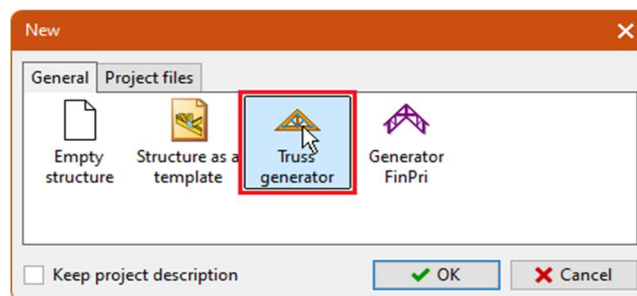 New
General
Project files
Empty
structure
Structure as a
template
Truss
generator
Generator
FinPri
Keep project description
OK
Cancel